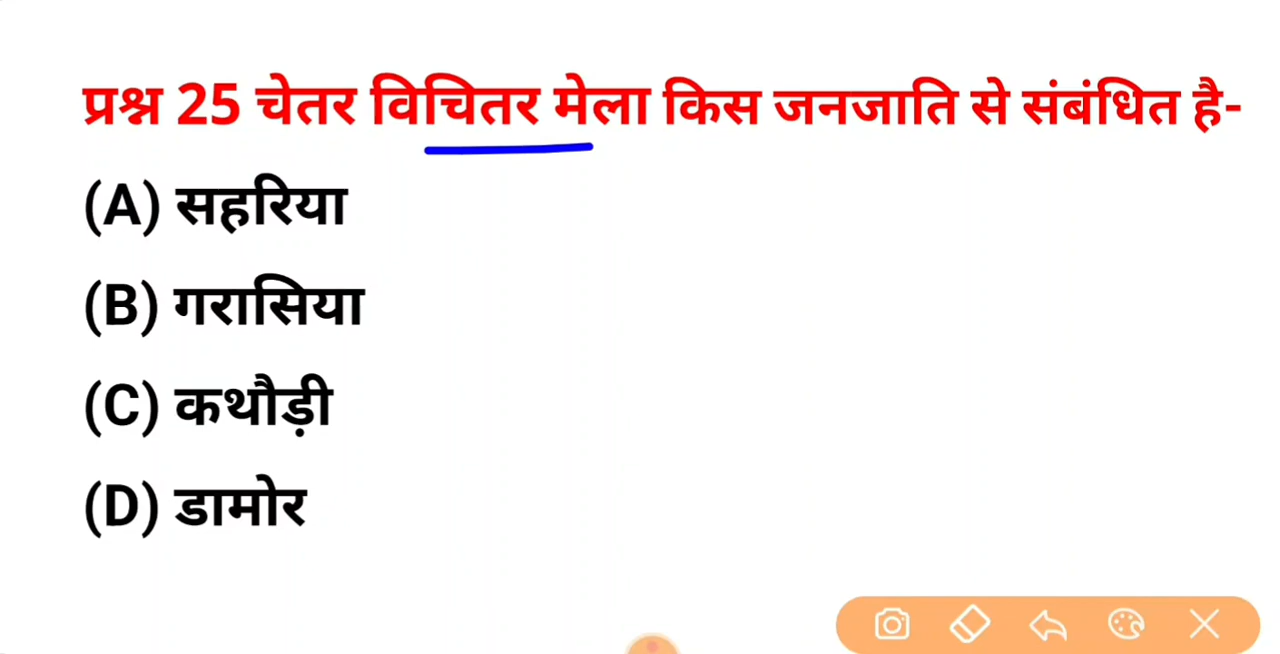 प्रश्न 25 चेतर विचितर मेला किस जनजाति से संबंधित है-
(A) सहरिया
(B) गरासिया
(C) कथौड़ी
(D) डामोर